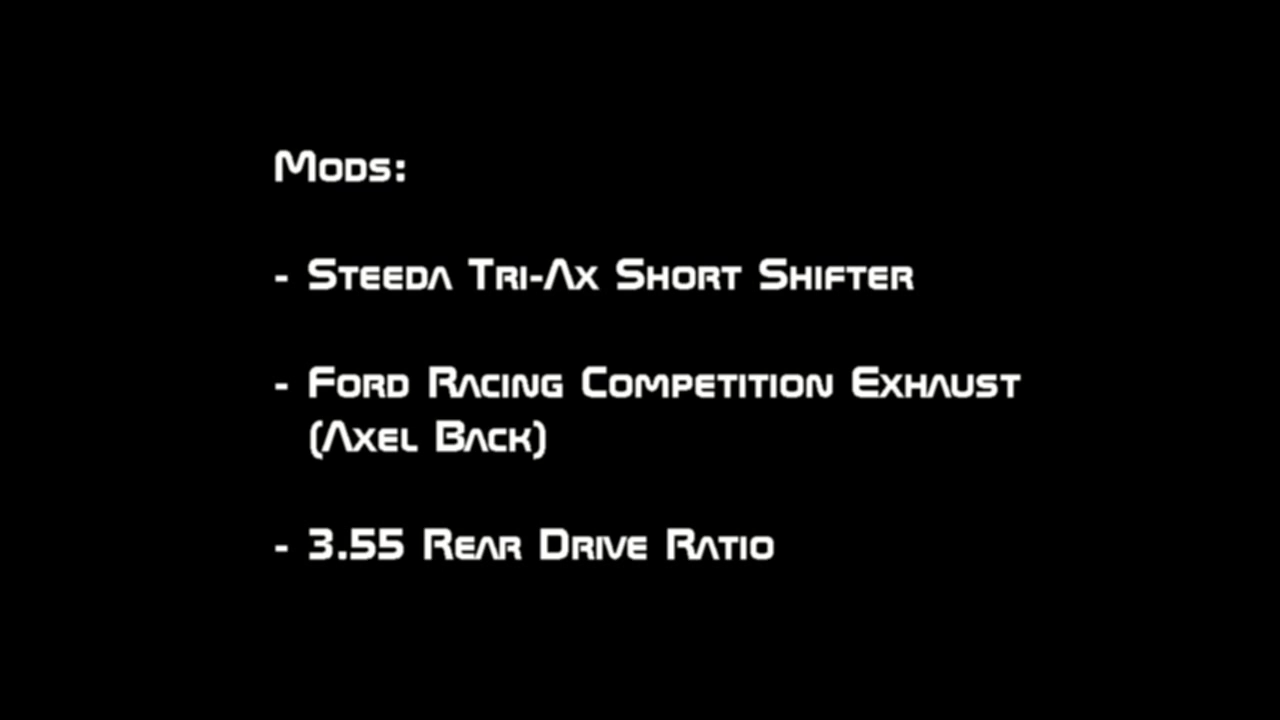 Mods:
- Steeda Tri-Ax Short Shifter
- Ford Racing Competition Exhaust
(Axel Back)
- 3.55 Rear Drive Ratio